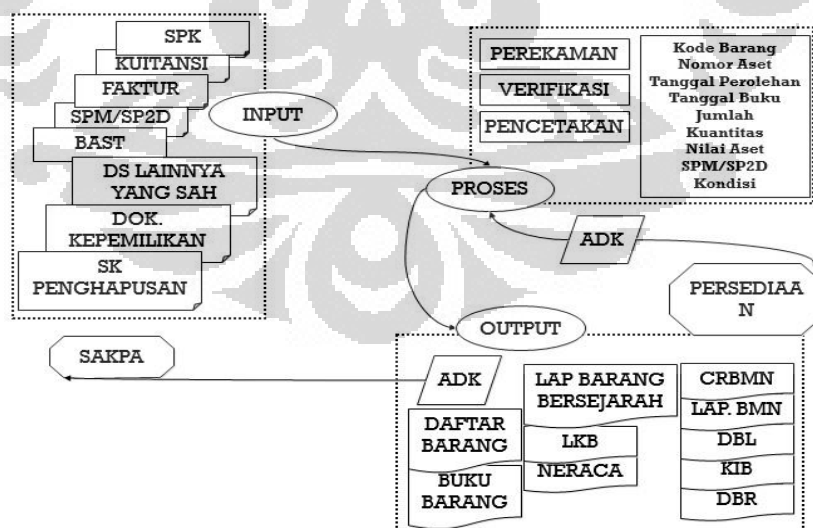 SPK
KUITANSI
FAKTUR
SPM/SP2D
BAST
DS LAINNYA
YANG SAH
DOK.
KEPEMILIKAN
SK
PENGHAPUSAN
INPUT
PEREKAMAN
VERIFIKASI
PENCETAKAN
Kode Barang
Nomor Aset
Tanggal Perolehan
Tanggal Buku
Jumlah
Kuantitas
Nilai Aset
SPM/SP2D
Kondisi
PROSES
ADK
PERSEDIAA
N
OUTPUT
SAKPA
ADK
DAFTAR
BARANG
BUKU
BARANG
LAP BARANG
BERSEJARAH
LKB
NERACA
CRBMN
LAP. BMN
DBL
KIB
DBR